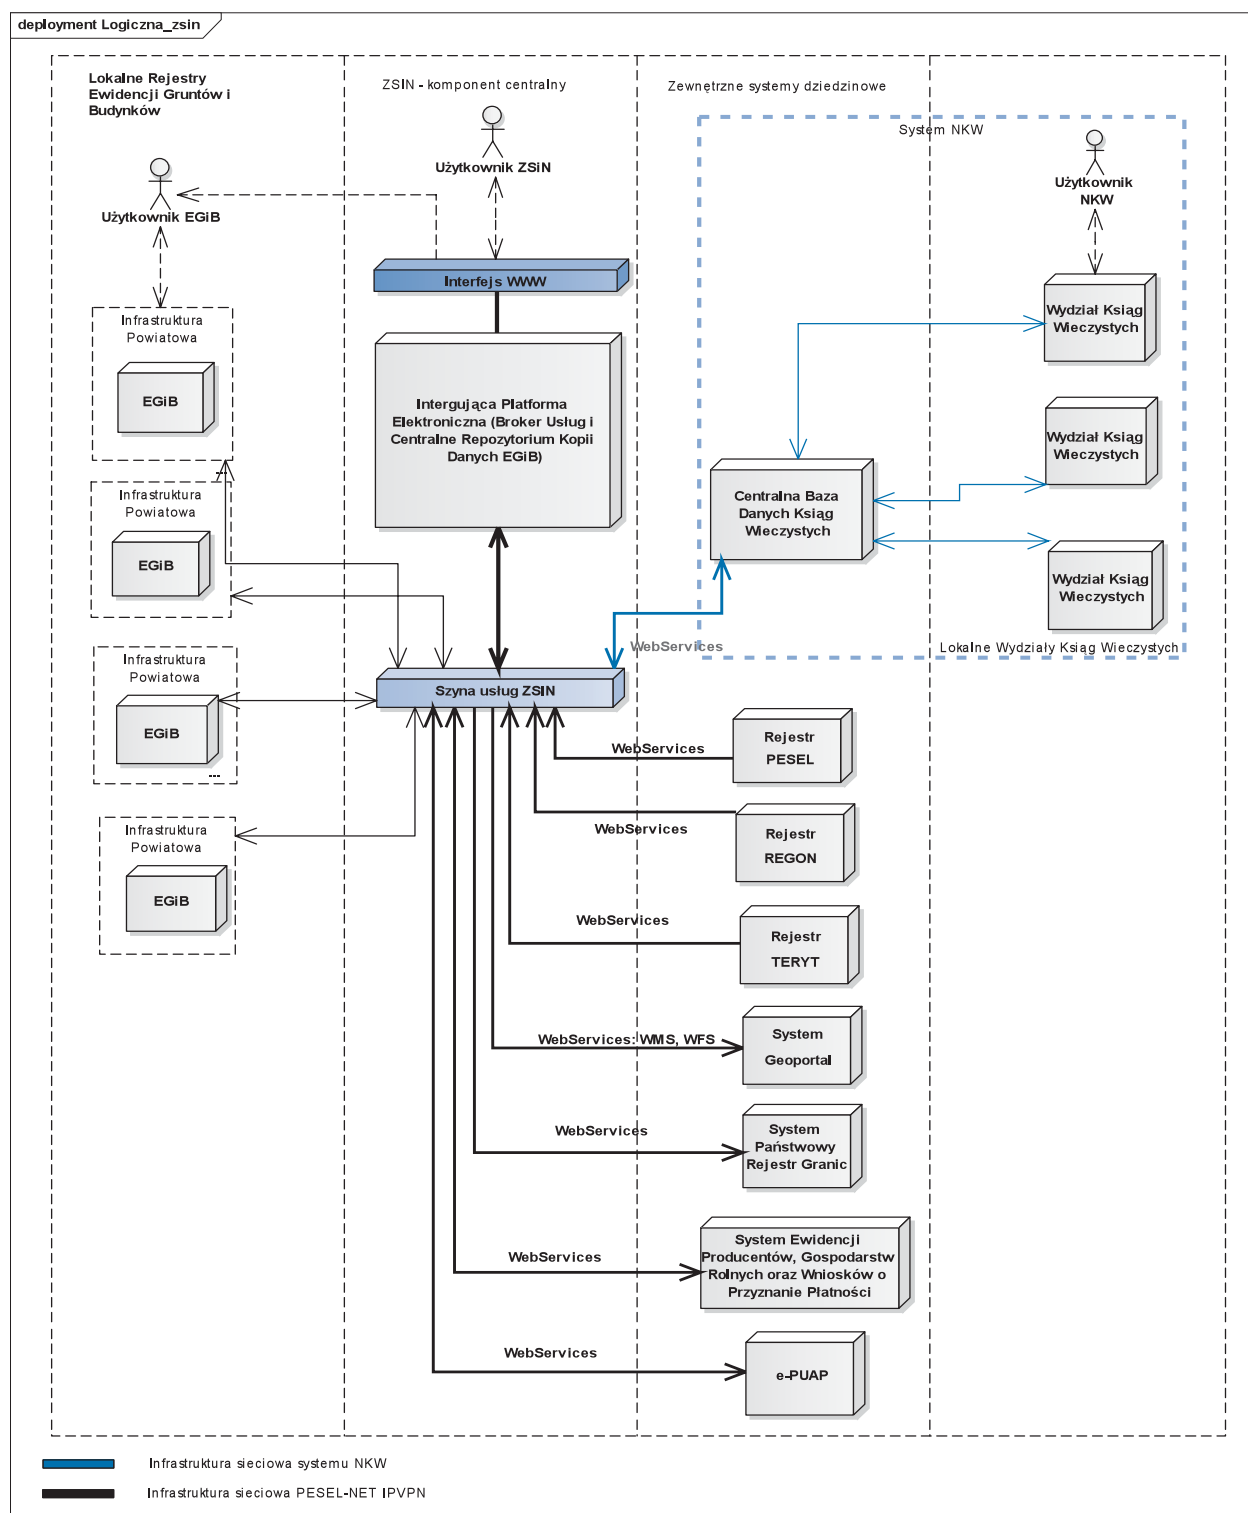 deployment Logiczna_zsin
Lokalne Rejestry
Ewidencji Gruntów i
Budynków
ZSIN - komponent centralny
Zewnętrzne systemy dziedzinowe
System NKW
Użytkownik ZSiN
Użytkownik
NKW
Użytkownik EGiB
Interfejs WWW
Infrastruktura
Powiatowa
EGiB
...
Intergująca Platforma
Elektroniczna (Broker Usług i
Centralne Repozytorium Kopii
Danych EGiB)
Wydział Ksiąg
Wieczystych
Wydział Ksiąg
Wieczystych
Centralna Baza
Danych Ksiąg
Wieczystych
Infrastruktura
Powiatowa
EGiB
Wydział Ksiąg
Wieczystych
WebServices
Lokalne Wydziały Ksiąg Wieczystych
Infrastruktura
Powiatowa
EGiB
...
Szyna usług ZSIN
WebServices
Rejestr
PESEL
Infrastruktura
Powiatowa
EGiB
WebServices
Rejestr
REGON
WebServices
Rejestr
TERYT
WebServices: WMS, WFS
System
Geoportal
WebServices
System
Państwowy
Rejestr Granic
WebServices
System Ewidencji
Producentów, Gospodarstw
Rolnych oraz Wniosków o
Przyznanie Płatności
WebServices
e-PUAP
Infrastruktura sieciowa systemu NKW
Infrastruktura sieciowa PESEL-NET IPVPN